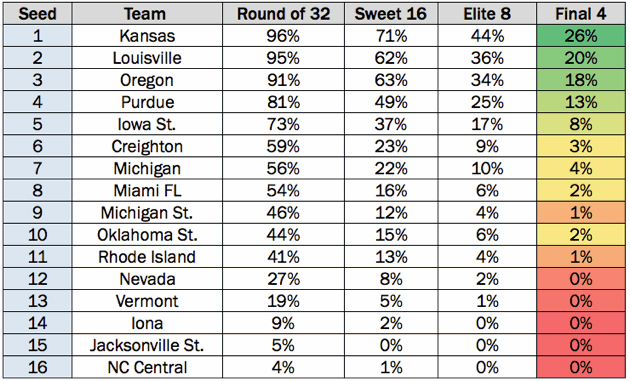 Seed Team Round of 32 Sweet 16 Elite 8 Final 4
1 Kansas 96% 71% 44% 26%
2 Louisville 95% 62% 36% 20%
3 Oregon 91% 63% 34% 18%
4 Purdue 81% 49% 25% 13%
5 Iowa St. 73% 37% 17% 8%
6 Creighton 59% 23% 9% 3%
7 Michigan 56% 22% 10% 4%
8 Miami FL 54% 16% 6% 2%
9 Michigan St. 46% 12% 4% 1%
10 Oklahoma St. 44% 15% 6% 2%
11 Rhode Island 41% 13% 4% 1%
12 Nevada 27% 8% 2% 0%
13 Vermont 19% 5% 1% 0%
14 Iona 9% 2% 0% 0%
15 Jacksonville St. 5% 0% 0% 0%
16 NC Central 4% 1% 0% 0%